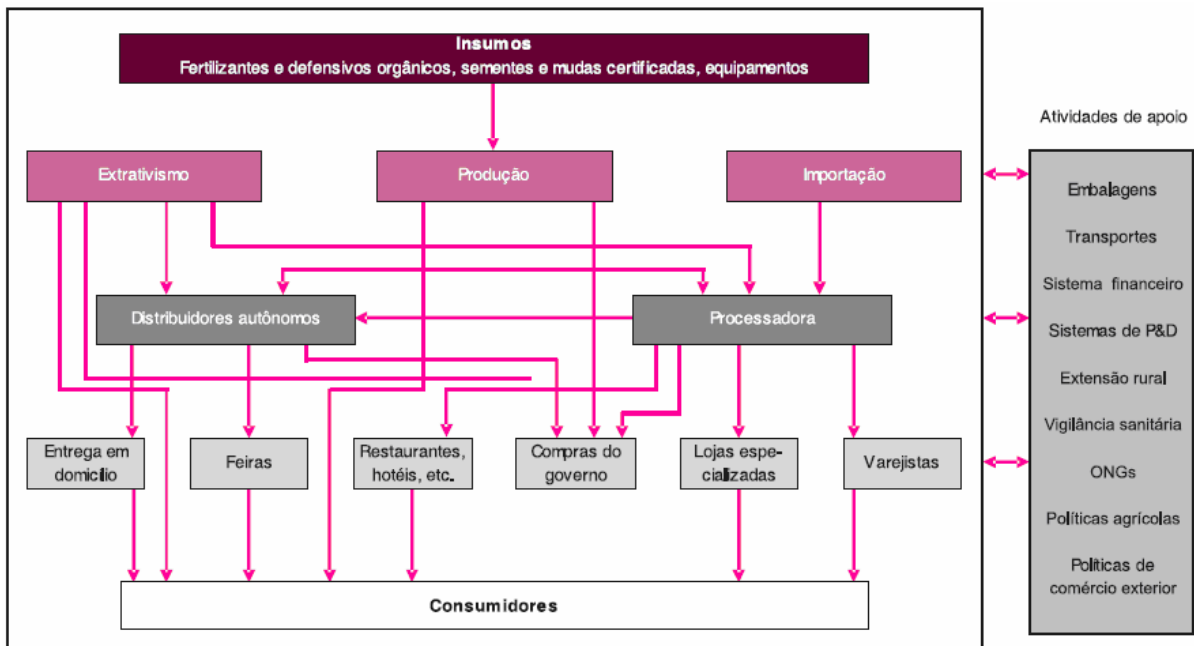 Insumos
Fertilizantes e defensivos orgânicos, sementes e mudas certificadas, equipamentos
Atividades de apoio
Extrativismo
Produção
Importação
Distribuidores autônomos
Processadora
Entrega em
domicílio
Feiras
Restaurantes,
hotéis, etc.
Compras do
governo
Lojas espe-
cializadas
Varejistas
Consumidores
Embalagens
Transportes
Sistema financeiro
Sistemas de P&D
Extensão rural
Vigilância sanitária
ONGs
Políticas agrícolas
Políticas de
comércio exterior